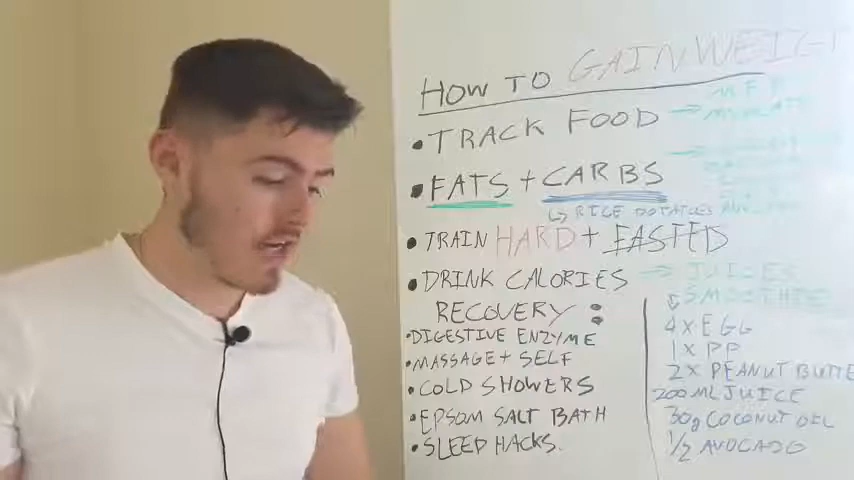 HOW TO GAIN WEIGHT
• TRACK FOOD →
• FATS + CARBS →
↳ RICE POTATOES
• TRAIN HARD + FASTED
• DRINK CALORIES → JUICES
SMOOTHIE
RECOVERY :
• DIGESTIVE ENZYME
• MASSAGE + SELF
• COLD SHOWERS
• EPSOM SALT BATH
• SLEEP HACKS.
4 X EGG
1 X PP
2 X PEANUT BUTTE
200 ML JUICE
30g COCONUT OIL
1/2 AVOCADO